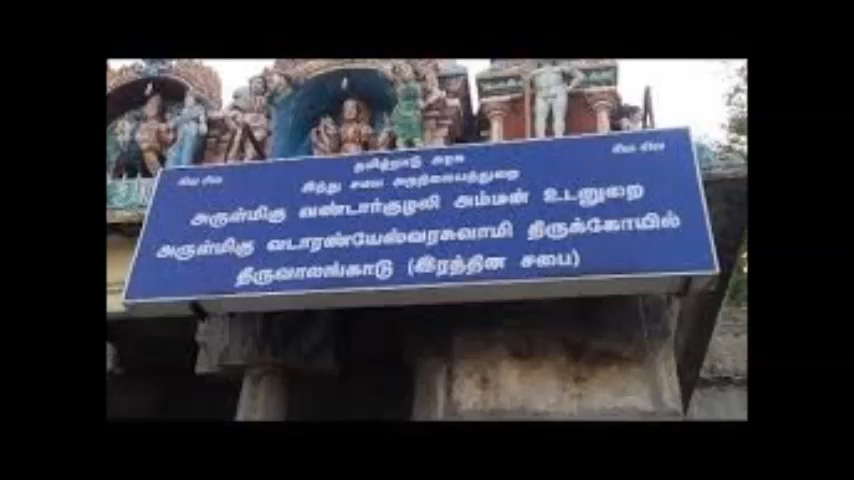 சிவ சிவ
சிவ சிவ
தமிழ்நாடு அரசு
இந்து சமய அறநிலையத்துறை
அருள்மிகு வண்டார்குழலி அம்மன் உடனுறை
அருள்மிகு வடாரண்யேஸ்வரசுவாமி திருக்கோயில்
திருவாலங்காடு (இரத்தின சபை)